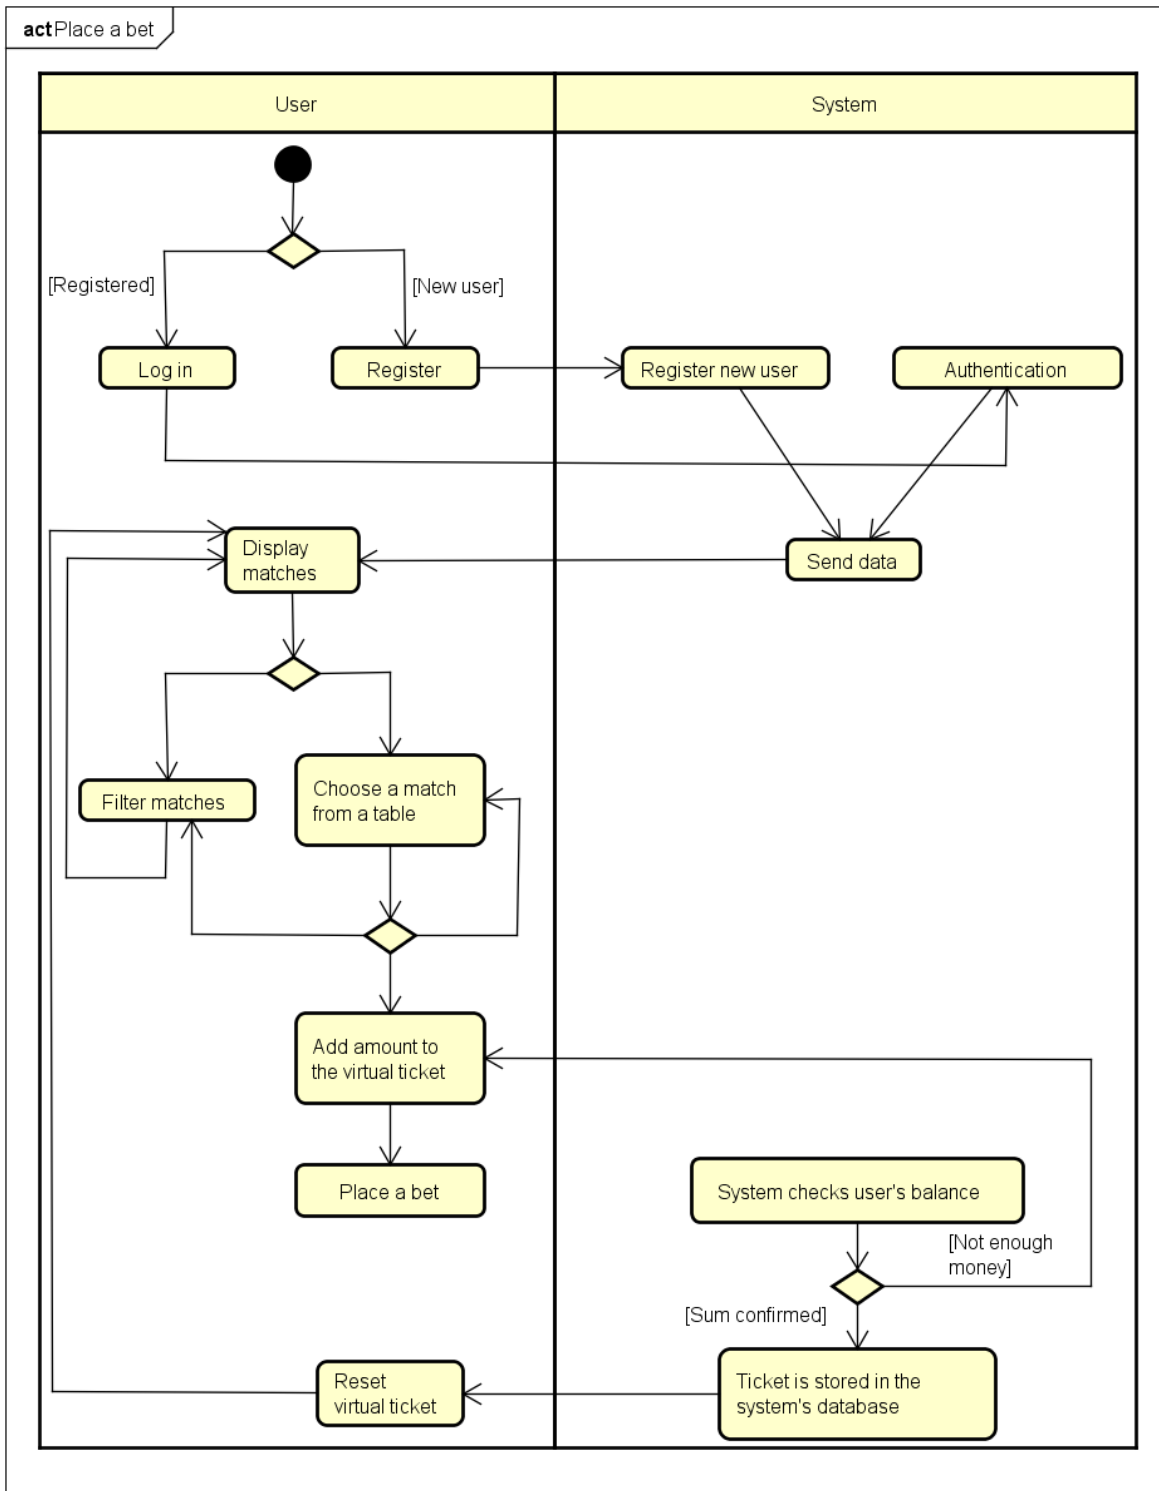 act Place a bet
User
System
[Registered]
[New user]
Log in
Register
Register new user
Authentication
Display
matches
Send data
Filter matches
Choose a match
from a table
Add amount to
the virtual ticket
Place a bet
System checks user's balance
[Not enough
money]
[Sum confirmed]
Reset
virtual ticket
Ticket is stored in the
system's database